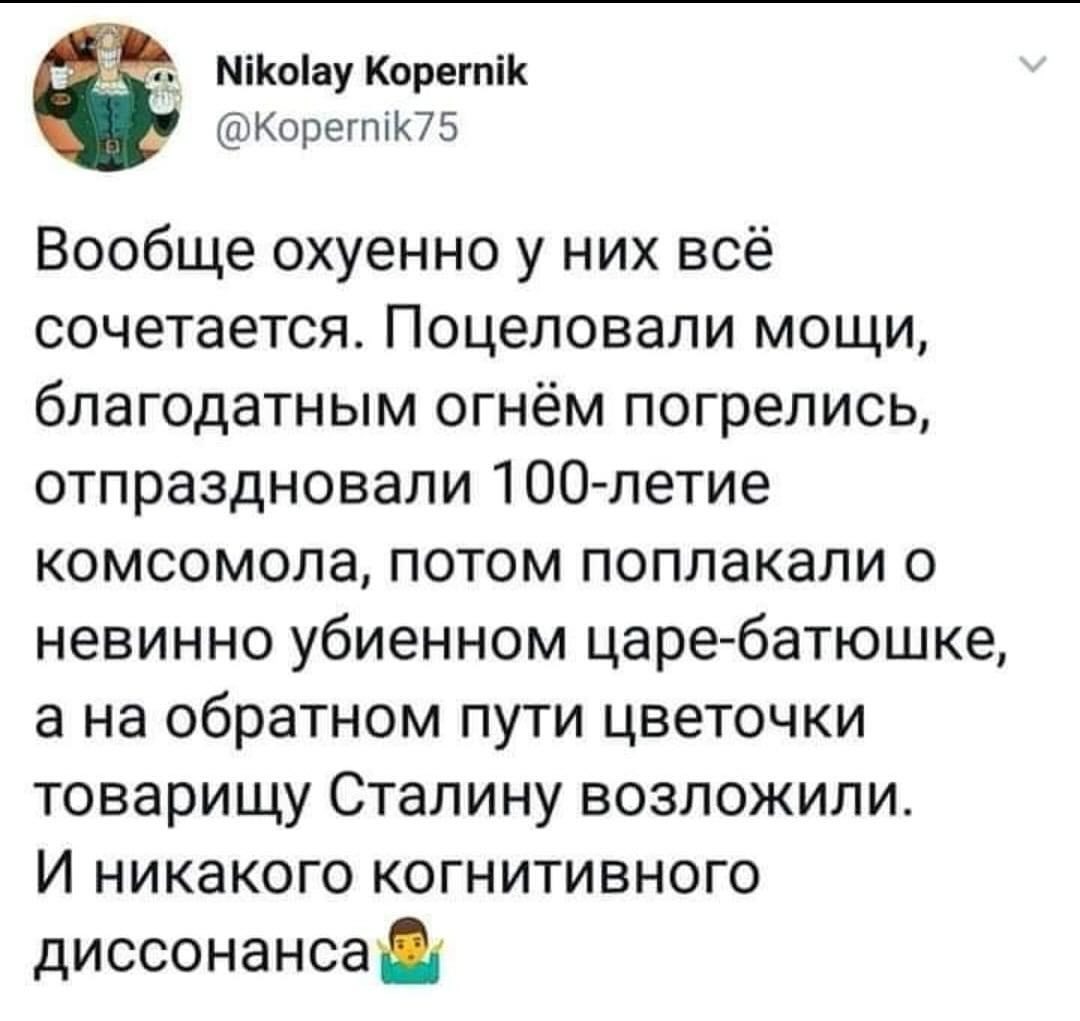 Nikolay Kopernik
@Kopernik75
Вообще охуенно у них всё
сочетается. Поцеловали мощи,
благодатным огнём погрелись,
отпраздновали 100-летие
комсомола, потом поплакали о
невинно убиенном царе-батюшке,
а на обратном пути цветочки
товарищу Сталину возложили.
И никакого когнитивного
диссонанса🤷‍♂️